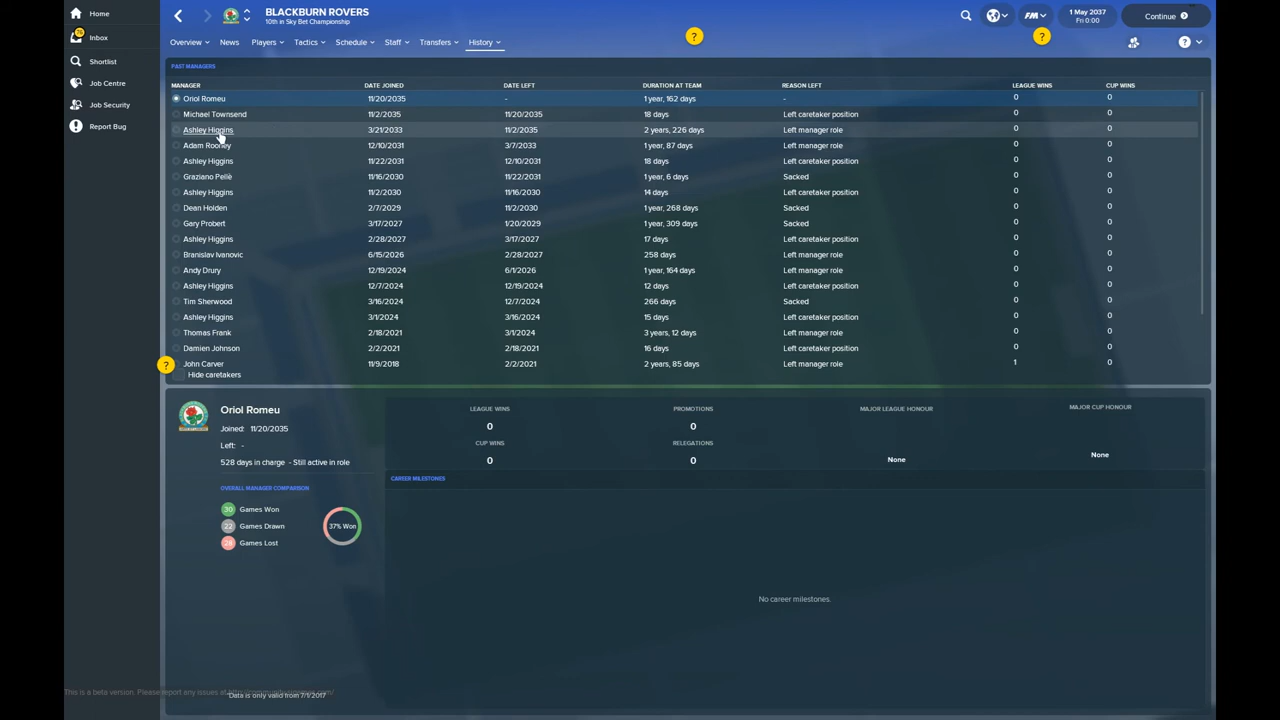 Home
BLACKBURN ROVERS
10th in Sky Bet Championship
1 May 2037
Fri 0:00
Continue
FM
70
Inbox
Overview News Players Tactics Schedule Staff Transfers History
? ? ?
Shortlist
Job Centre
Job Security
Report Bug
PAST MANAGERS
MANAGER DATE JOINED DATE LEFT DURATION AT TEAM REASON LEFT LEAGUE WINS CUP WINS
Oriol Romeu 11/20/2035 - 1 year, 162 days - 0 0
Michael Townsend 11/2/2035 11/20/2035 18 days Left caretaker position 0 0
Ashley Higgins 3/21/2033 11/2/2035 2 years, 226 days Left manager role 0 0
Adam Rooney 12/10/2031 3/7/2033 1 year, 87 days Left manager role 0 0
Ashley Higgins 11/22/2031 12/10/2031 18 days Left caretaker position 0 0
Graziano Pellè 11/16/2030 11/22/2031 1 year, 6 days Sacked 0 0
Ashley Higgins 11/2/2030 11/16/2030 14 days Left caretaker position 0 0
Dean Holden 2/7/2029 11/2/2030 1 year, 268 days Sacked 0 0
Gary Probert 3/17/2027 1/20/2029 1 year, 309 days Sacked 0 0
Ashley Higgins 2/28/2027 3/17/2027 17 days Left caretaker position 0 0
Branislav Ivanovic 6/15/2026 2/28/2027 258 days Left manager role 0 0
Andy Drury 12/19/2024 6/1/2026 1 year, 164 days Left manager role 0 0
Ashley Higgins 12/7/2024 12/19/2024 12 days Left caretaker position 0 0
Tim Sherwood 3/16/2024 12/7/2024 266 days Sacked 0 0
Ashley Higgins 3/1/2024 3/16/2024 15 days Left caretaker position 0 0
Thomas Frank 2/18/2021 3/1/2024 3 years, 12 days Left manager role 0 0
Damien Johnson 2/2/2021 2/18/2021 16 days Left caretaker position 0 0
? John Carver 11/9/2018 2/2/2021 2 years, 85 days Left manager role 1 0
Hide caretakers
Oriol Romeu
Joined: 11/20/2035
Left: -
528 days in charge - Still active in role
LEAGUE WINS PROMOTIONS MAJOR LEAGUE HONOUR MAJOR CUP HONOUR
0 0
CUP WINS RELEGATIONS
0 0 None None
OVERALL MANAGER COMPARISON
30 Games Won
22 Games Drawn
28 Games Lost
37% Won
CAREER MILESTONES
No career milestones.
This is a beta version. Please report any issues at
Data is only valid from 7/1/2017